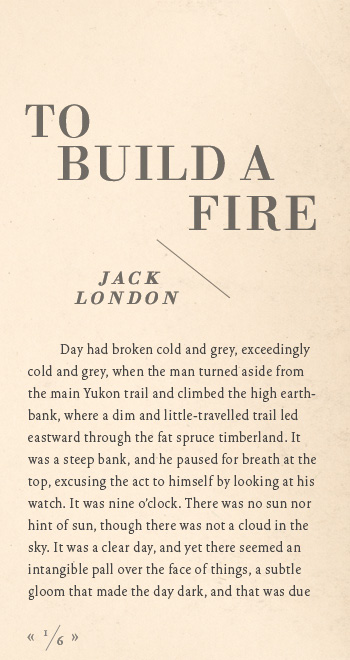 TO
BUILD A
FIRE
JACK
LONDON
Day had broken cold and grey, exceedingly
cold and grey, when the man turned aside from
the main Yukon trail and climbed the high earth-
bank, where a dim and little-travelled trail led
eastward through the fat spruce timberland. It
was a steep bank, and he paused for breath at the
top, excusing the act to himself by looking at his
watch. It was nine o'clock. There was no sun nor
hint of sun, though there was not a cloud in the
sky. It was a clear day, and yet there seemed an
intangible pall over the face of things, a subtle
gloom that made the day dark, and that was due
« 1/6 »